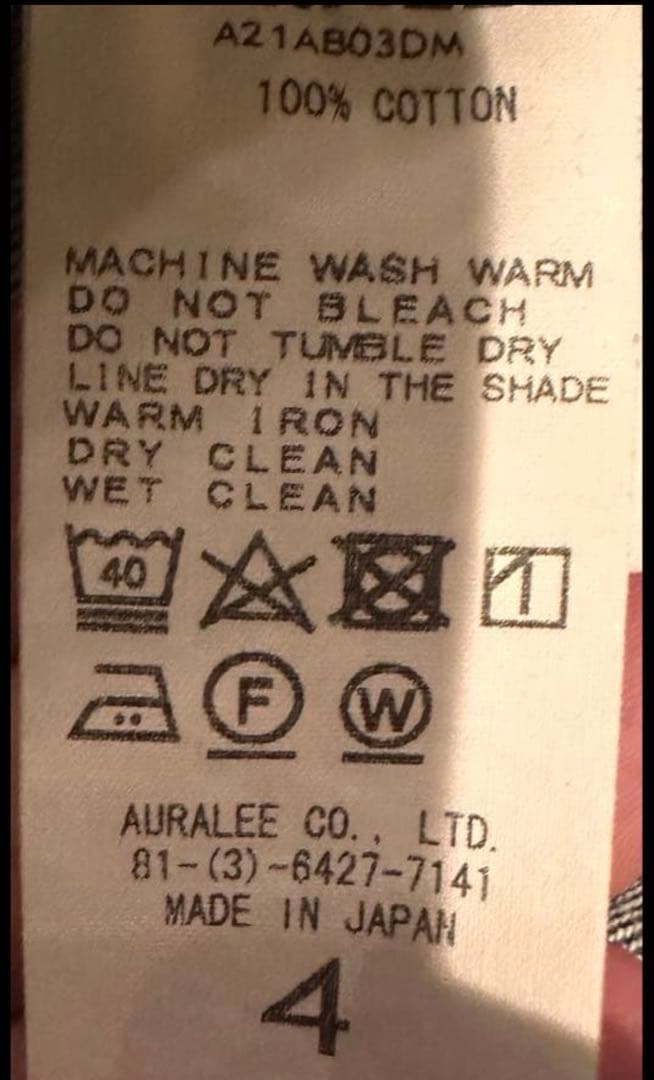 A21AB03DM
100% COTTON
MACHINE WASH WARM
DO NOT BLEACH
DO NOT TUMBLE DRY
LINE DRY IN THE SHADE
WARM IRON
DRY CLEAN
WET CLEAN
40
F W
AURALEE CO., LTD.
81-(3)-6427-7141
MADE IN JAPAN
4